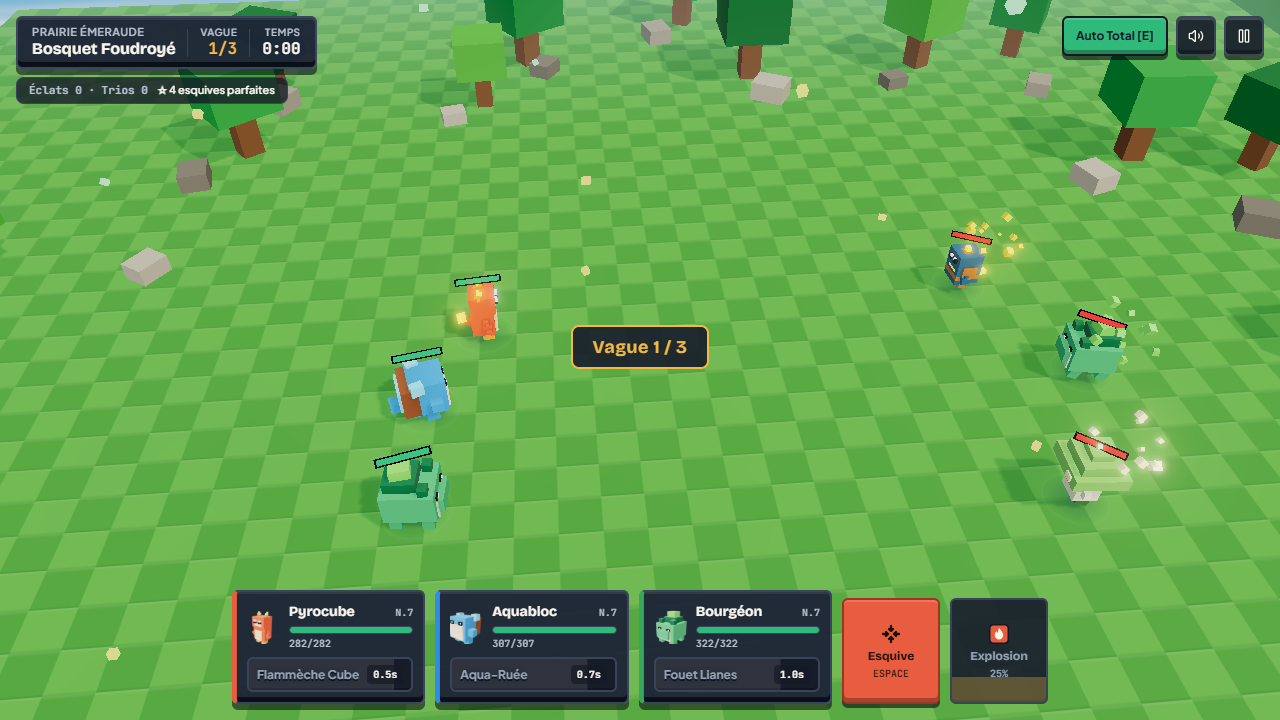 PRAIRIE ÉMERAUDE
Bosquet Foudroyé
VAGUE
1/3
TEMPS
0:00
Éclats 0 · Trios 0 ★ 4 esquives parfaites
Auto Total [E]
Vague 1 / 3
Pyrocube N.7
282/282
Flammèche Cube 0.5s
Aquabloc N.7
307/307
Aqua-Ruée 0.7s
Bourgéon N.7
322/322
Fouet Lianes 1.0s
Esquive
ESPACE
Explosion
25%